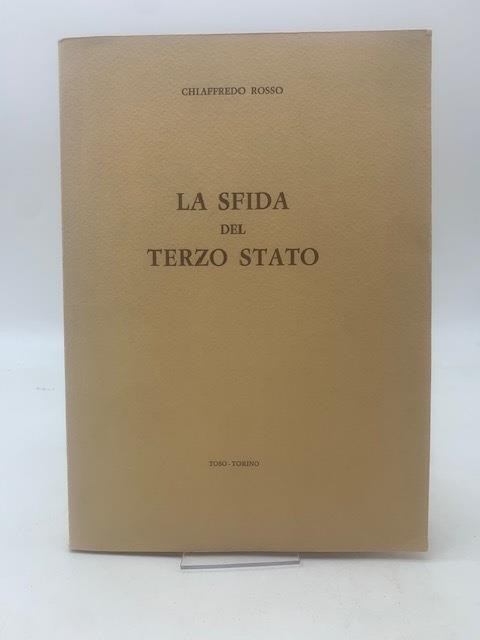 CHIAFFREDO ROSSO
LA SFIDA
DEL
TERZO STATO
TOSO - TORINO